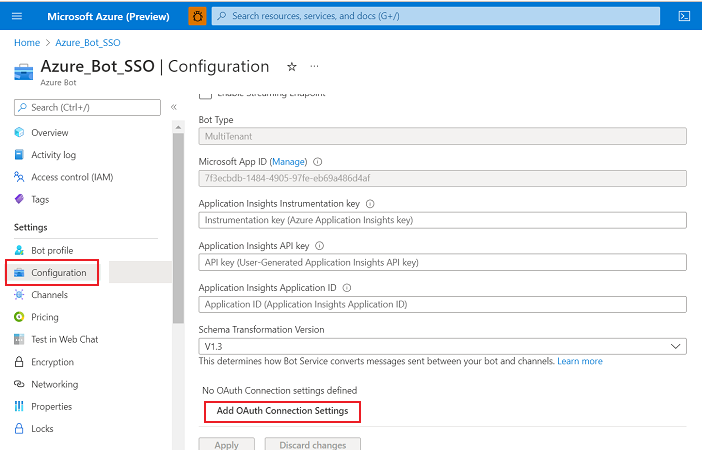 Microsoft Azure (Preview)
Search resources, services, and docs (G+/)
Home > Azure_Bot_SSO
Azure_Bot_SSO | Configuration
Azure Bot
Search (Ctrl+/)
Overview
Activity log
Access control (IAM)
Tags
Settings
Bot profile
Configuration
Channels
Pricing
Test in Web Chat
Encryption
Networking
Properties
Locks
Enable Streaming Endpoint
Bot Type
MultiTenant
Microsoft App ID (Manage)
7f3ecbdb-1484-4905-97fe-eb69a486d4af
Application Insights Instrumentation key
Instrumentation key (Azure Application Insights key)
Application Insights API key
API key (User-Generated Application Insights API key)
Application Insights Application ID
Application ID (Application Insights Application ID)
Schema Transformation Version
V1.3
This determines how Bot Service converts messages sent between your bot and channels. Learn more
No OAuth Connection settings defined
Add OAuth Connection Settings
Apply
Discard changes